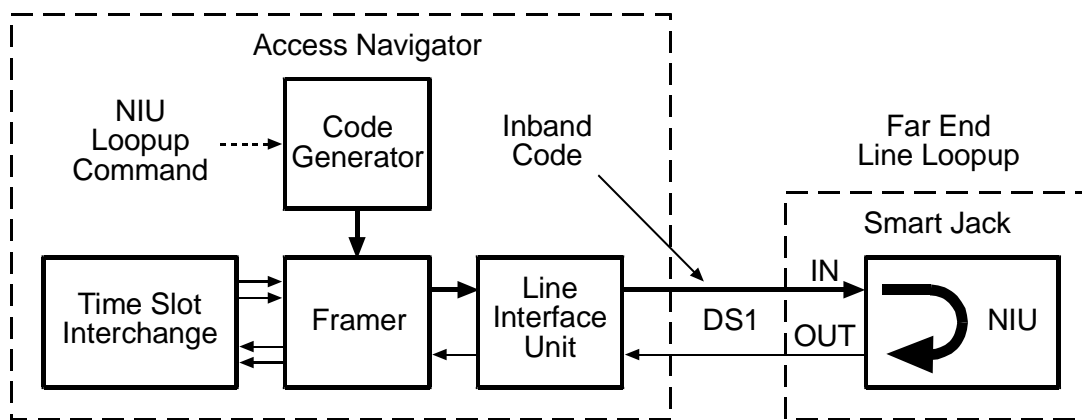 Access Navigator
NIU
Loopup
Command
Code
Generator
Inband
Code
Far End
Line Loopup
Smart Jack
Time Slot
Interchange
Framer
Line
Interface
Unit
DS1
IN
OUT
NIU